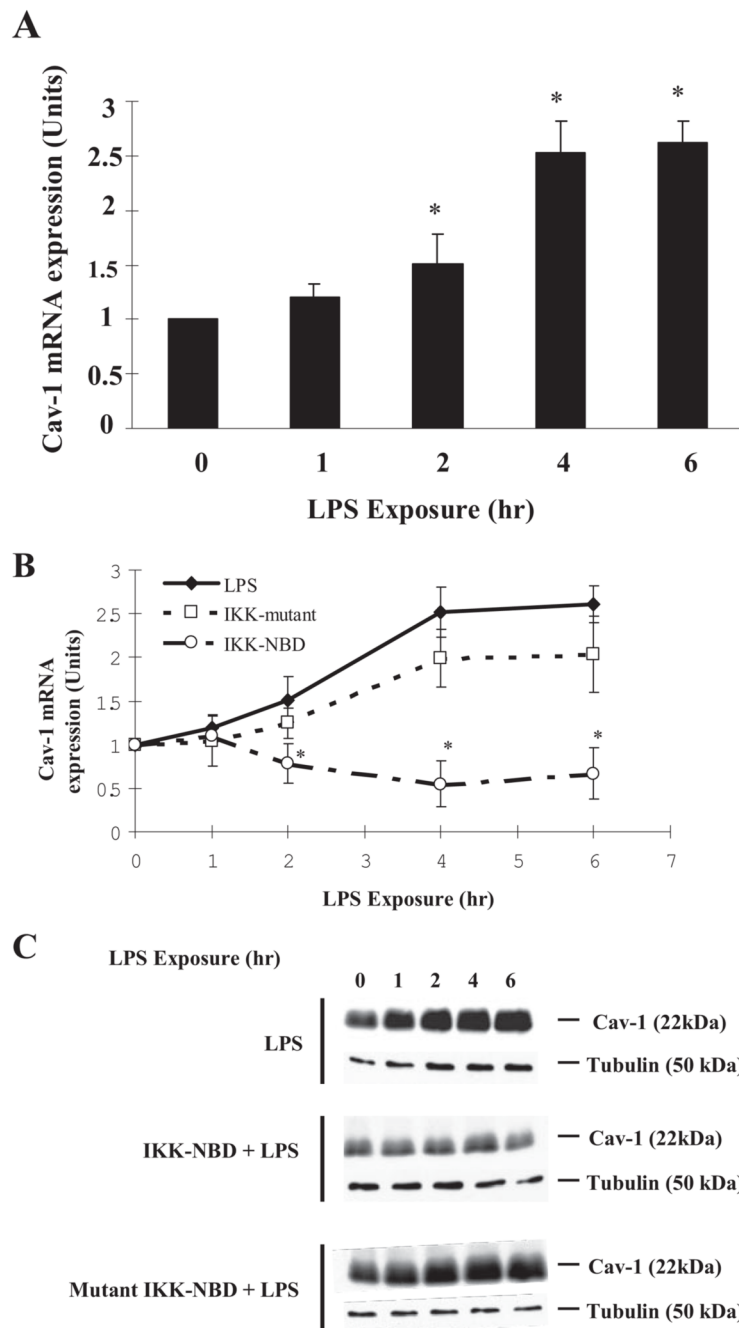 A
Cav-1 mRNA expression (Units)
3
2.5
2
1.5
1
0.5
0
*
*
*
0 1 2 4 6
LPS Exposure (hr)
B
Cav-1 mRNA
expression (Units)
3
2.5
2
1.5
1
0.5
0
LPS
IKK-mutant
IKK-NBD
*
*
*
0 1 2 3 4 5 6 7
LPS Exposure (hr)
C
LPS Exposure (hr)
0 1 2 4 6
LPS
Cav-1 (22kDa)
Tubulin (50 kDa)
IKK-NBD + LPS
Cav-1 (22kDa)
Tubulin (50 kDa)
Mutant IKK-NBD + LPS
Cav-1 (22kDa)
Tubulin (50 kDa)